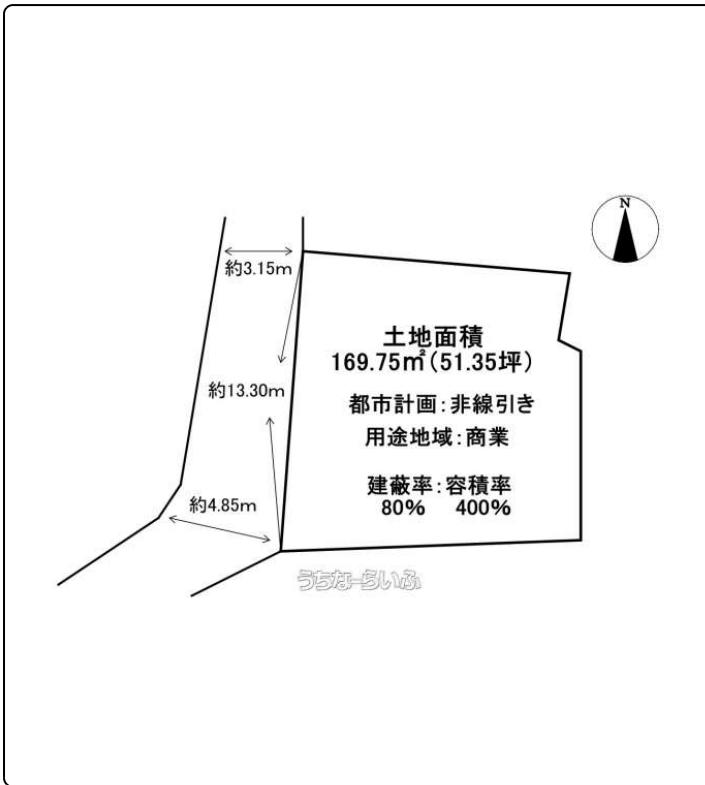 N
約3.15m
土地面積
169.75㎡(51.35坪)
約13.30m
都市計画:非線引き
用途地域:商業
建蔽率:容積率
80% 400%
約4.85m
うちなーらいふ